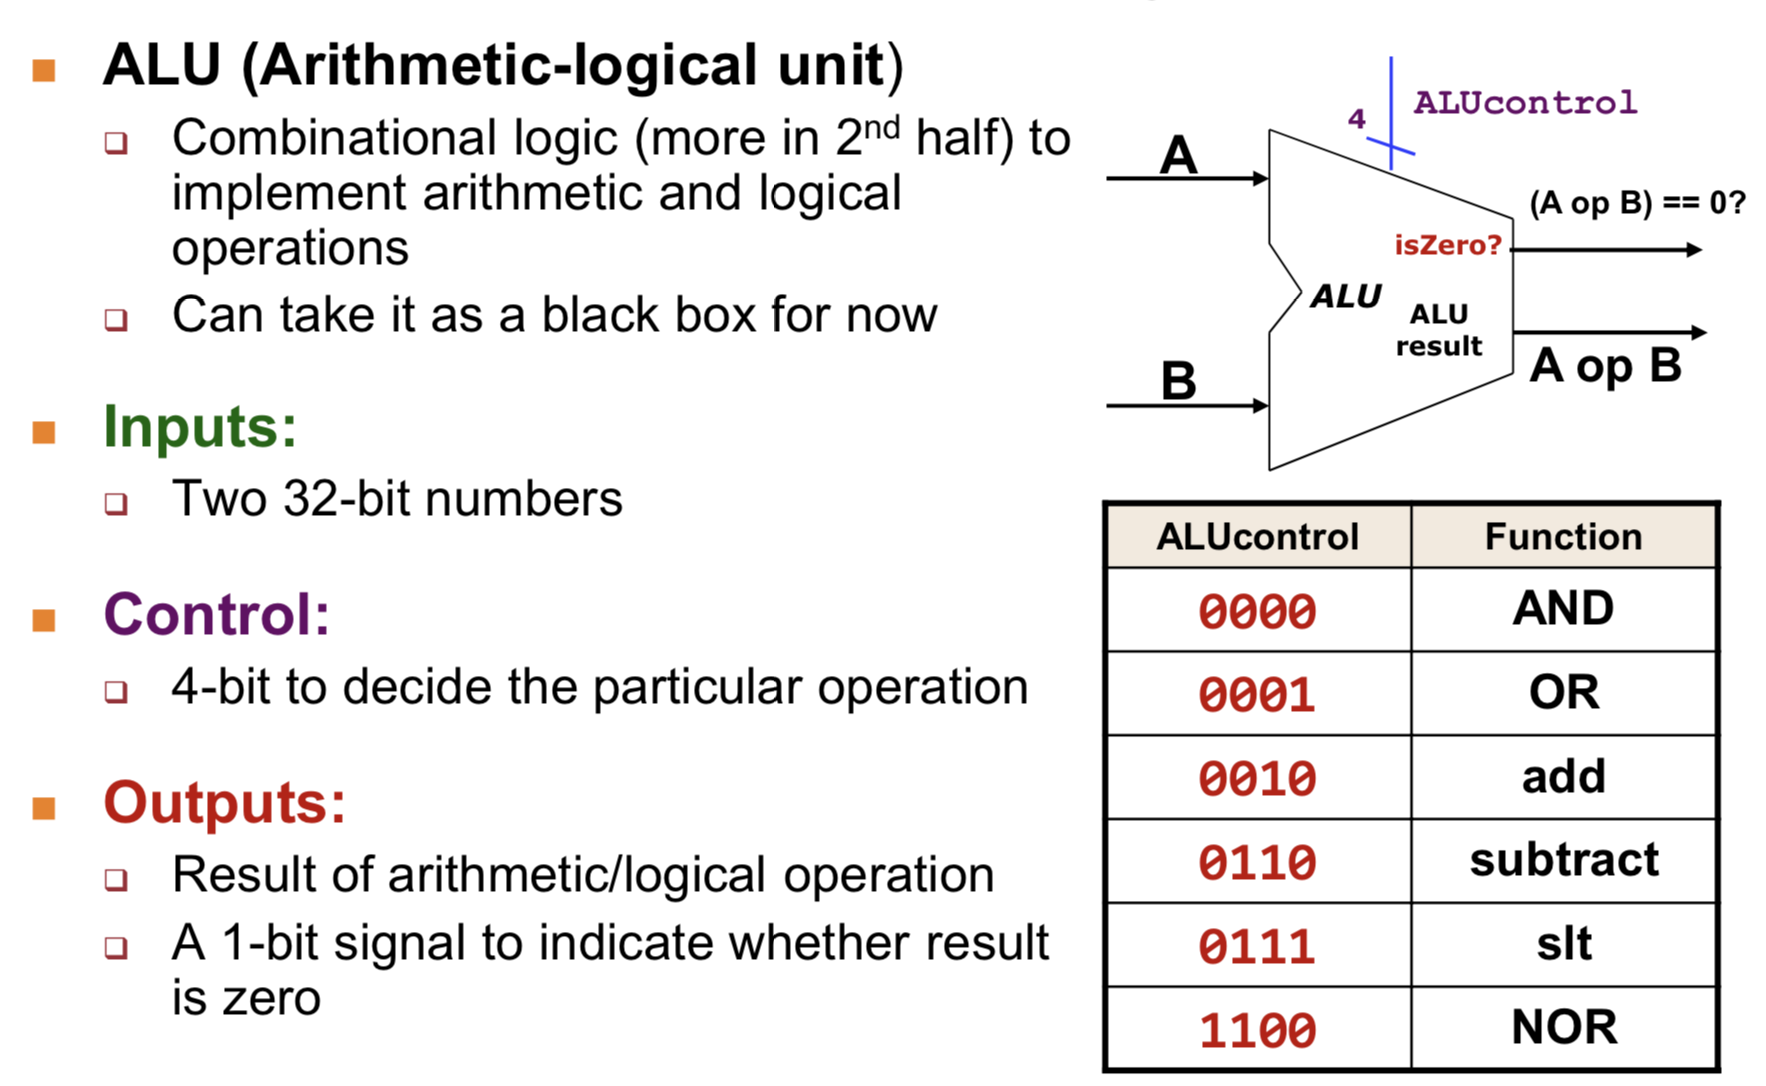 ALU (Arithmetic-logical unit)
Combinational logic (more in 2nd half) to
implement arithmetic and logical
operations
Can take it as a black box for now
Inputs:
Two 32-bit numbers
Control:
4-bit to decide the particular operation
Outputs:
Result of arithmetic/logical operation
A 1-bit signal to indicate whether result
is zero
4
ALUcontrol
A
(A op B) == 0?
isZero?
ALU
ALU
result
B
A op B
ALUcontrol Function
0000 AND
0001 OR
0010 add
0110 subtract
0111 slt
1100 NOR